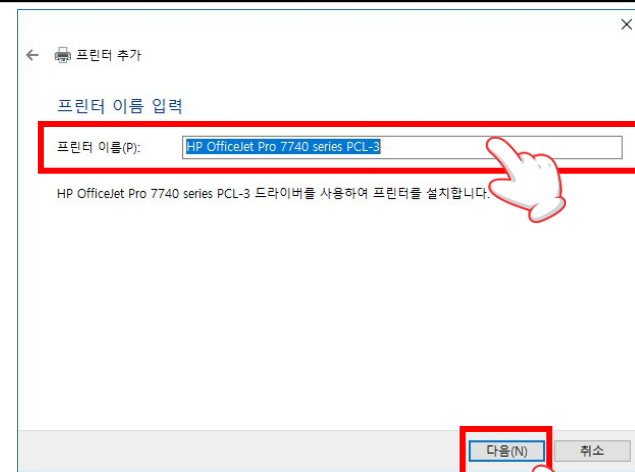 프린터 추가
프린터 이름 입력
프린터 이름(P): HP OfficeJet Pro 7740 series PCL-3
HP OfficeJet Pro 7740 series PCL-3 드라이버를 사용하여 프린터를 설치합니다.
다음(N) 취소